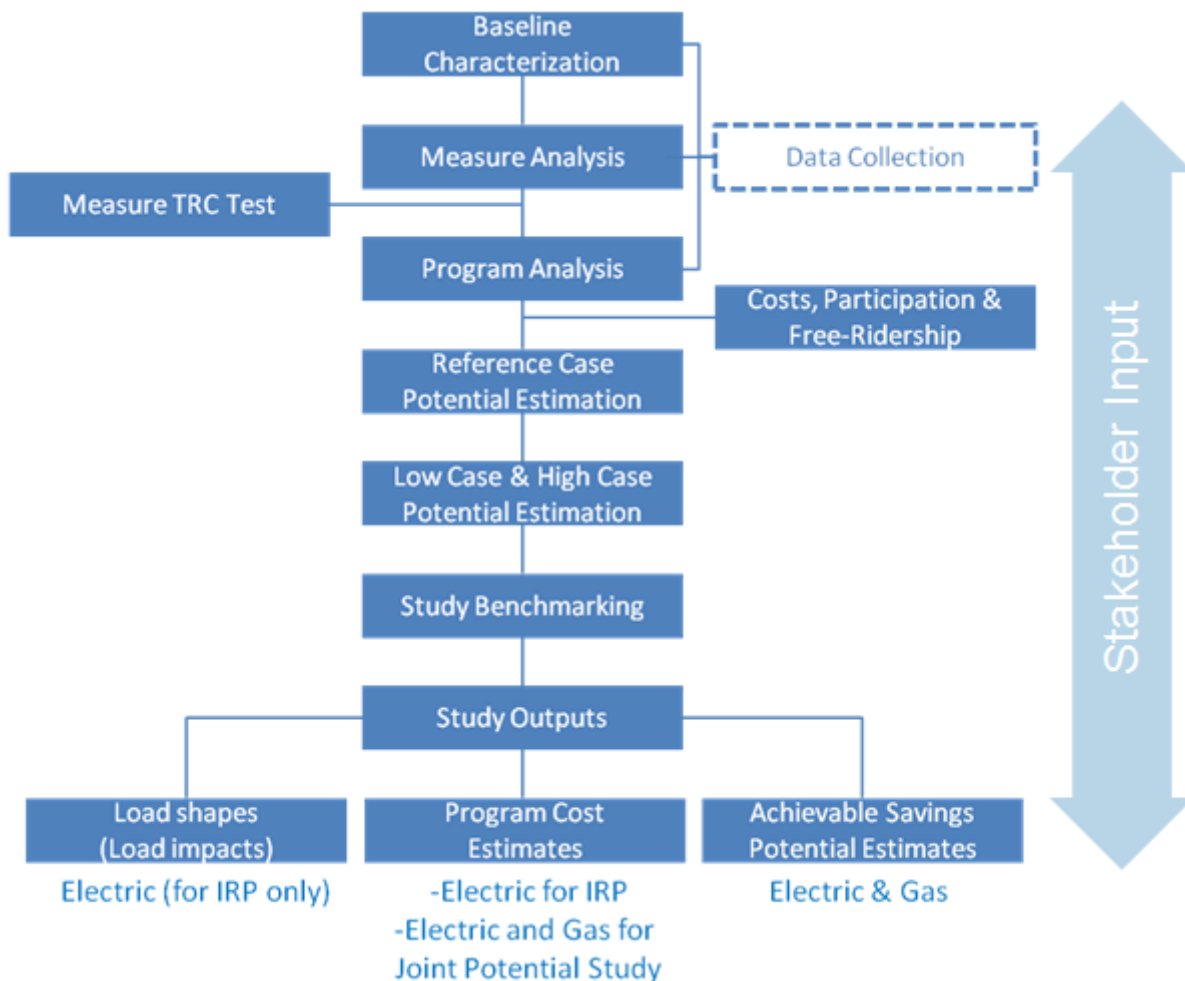 Baseline
Characterization
Measure Analysis
Data Collection
Measure TRC Test
Program Analysis
Costs, Participation &
Free-Ridership
Reference Case
Potential Estimation
Low Case & High Case
Potential Estimation
Study Benchmarking
Study Outputs
Load shapes
(Load impacts)
Program Cost
Estimates
Achievable Savings
Potential Estimates
Electric (for IRP only)
-Electric for IRP
-Electric and Gas for
Joint Potential Study
Electric & Gas
Stakeholder Input